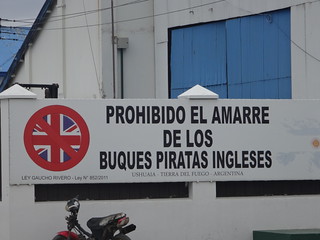 PROHIBIDO EL AMARRE
DE LOS
BUQUES PIRATAS INGLESES
USHUAIA - TIERRA DEL FUEGO - ARGENTINA
LEY GAUCHO RIVERO - Ley N° 852/2011